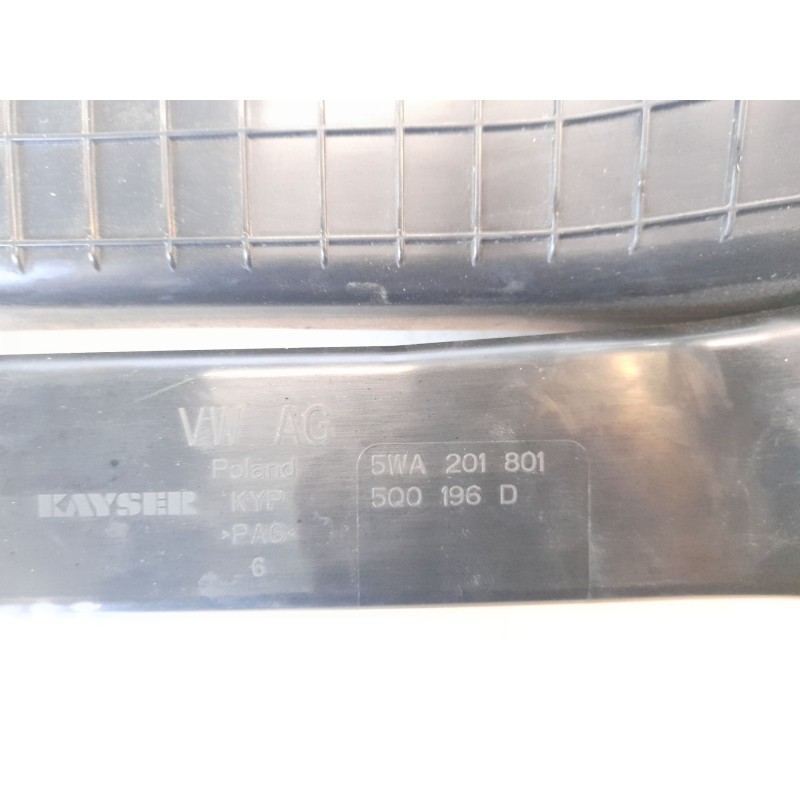 VW AG
Poland
KAYSER
KYP
>PA6<
6
5WA 201 801
5Q0 196 D